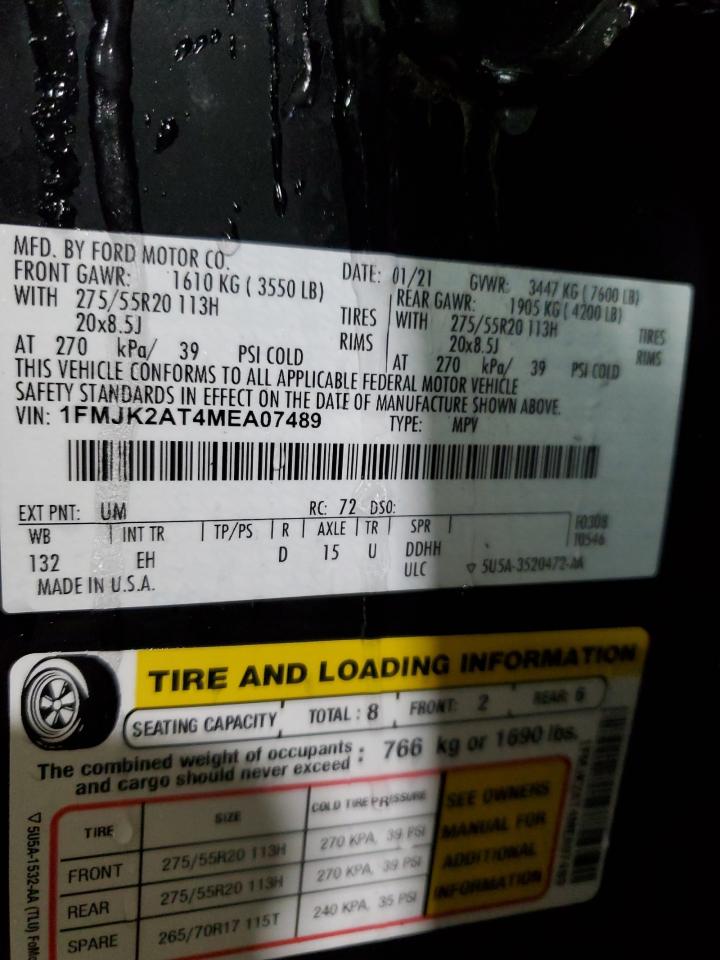 MFD. BY FORD MOTOR CO.
DATE: 01/21 GVWR: 3447 KG ( 7600 LB)
FRONT GAWR: 1610 KG ( 3550 LB)
REAR GAWR: 1905 KG ( 4200 LB)
WITH 275/55R20 113H TIRES
WITH 275/55R20 113H TIRES
20x8.5J RIMS
20x8.5J RIMS
AT 270 kPa/ 39 PSI COLD
AT 270 kPa/ 39 PSI COLD
THIS VEHICLE CONFORMS TO ALL APPLICABLE FEDERAL MOTOR VEHICLE
SAFETY STANDARDS IN EFFECT ON THE DATE OF MANUFACTURE SHOWN ABOVE.
VIN: 1FMJK2AT4MEA07489 TYPE: MPV
EXT PNT: UM RC: 72 DSO:
WB INT TR TP/PS R AXLE TR SPR
F0308
T0546
132 EH D 15 U DDHH
ULC 5U5A-3520472-AA
MADE IN U.S.A.
TIRE AND LOADING INFORMATION
SEATING CAPACITY TOTAL : 8 FRONT: 2 REAR: 6
The combined weight of occupants
and cargo should never exceed : 766 kg or 1690 lbs.
TIRE SIZE COLD TIRE PRESSURE
FRONT 275/55R20 113H 270 KPA, 39 PSI
REAR 275/55R20 113H 270 KPA, 39 PSI
SPARE 265/70R17 115T 240 KPA, 35 PSI
SEE OWNERS
MANUAL FOR
ADDITIONAL
INFORMATION
5U5A-1532-AA (TLU) FoMoC